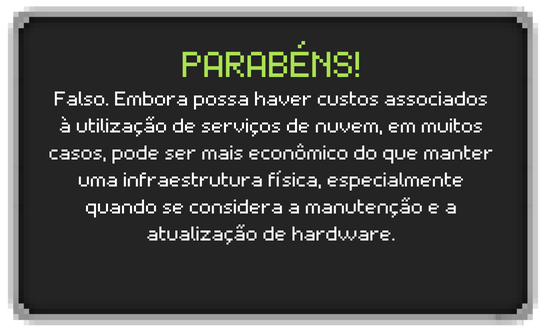 PARABÉNS!
Falso. Embora possa haver custos associados
à utilização de serviços de nuvem, em muitos
casos, pode ser mais econômico do que manter
uma infraestrutura física, especialmente
quando se considera a manutenção e a
atualização de hardware.